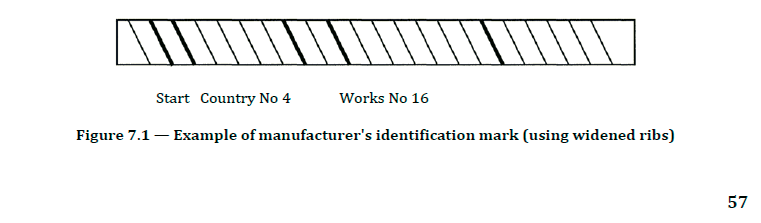 Start Country No 4 Works No 16
Figure 7.1 — Example of manufacturer's identification mark (using widened ribs)
57